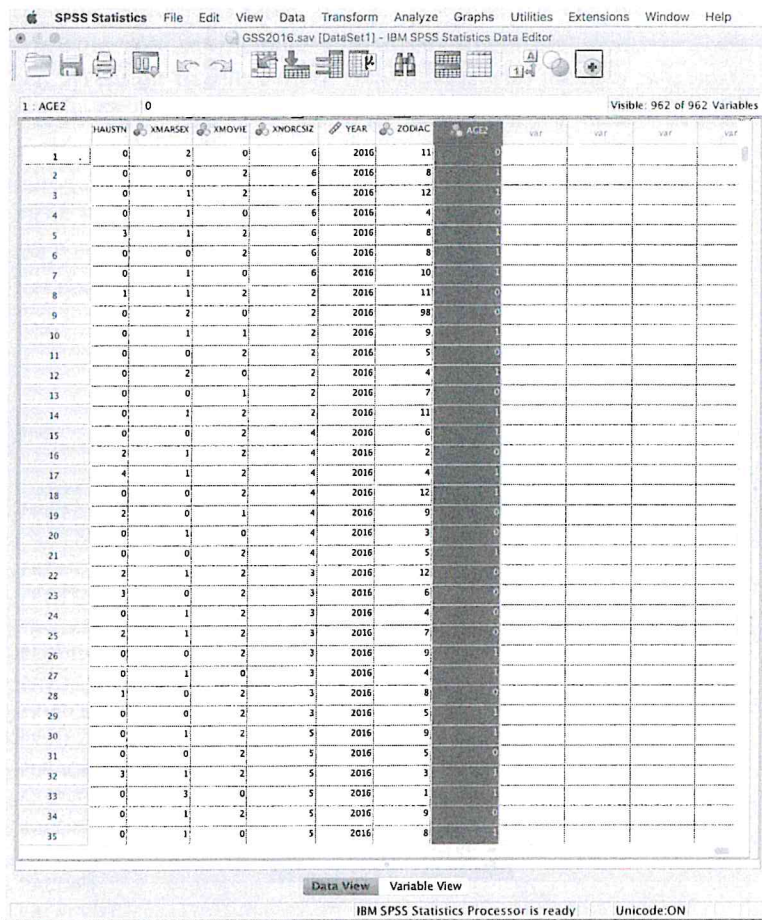 SPSS Statistics File Edit View Data Transform Analyze Graphs Utilities Extensions Window Help
GSS2016.sav [DataSet1] - IBM SPSS Statistics Data Editor
1 : AGE2 0 Visible: 962 of 962 Variables
HAUSTN XMARSEX XMOVIE XNORCSIZ YEAR ZODIAC AGE2 var var var var
1 0 2 0 6 2016 11 0
2 0 0 2 6 2016 8 1
3 0 1 2 6 2016 12 1
4 0 1 0 6 2016 4 0
5 3 1 2 6 2016 8 1
6 0 0 2 6 2016 8 1
7 0 1 0 6 2016 10 1
8 1 1 2 2 2016 11 0
9 0 2 0 2 2016 98 0
10 0 1 1 2 2016 9 1
11 0 0 2 2 2016 5 0
12 0 2 0 2 2016 4 1
13 0 0 1 2 2016 7 0
14 0 1 2 2 2016 11 1
15 0 0 2 4 2016 6 1
16 2 1 2 4 2016 2 0
17 4 1 2 4 2016 4 1
18 0 0 2 4 2016 12 1
19 2 0 1 4 2016 9 0
20 0 1 0 4 2016 3 0
21 0 0 2 4 2016 5 1
22 2 1 2 3 2016 12 0
23 3 0 2 3 2016 6 0
24 0 1 2 3 2016 4 0
25 2 1 2 3 2016 7 0
26 0 0 2 3 2016 9 1
27 0 1 0 3 2016 4 1
28 1 0 2 3 2016 8 0
29 0 0 2 3 2016 5 1
30 0 1 2 5 2016 9 1
31 0 0 2 5 2016 5 0
32 3 1 2 5 2016 3 1
33 0 3 0 5 2016 1 1
34 0 1 2 5 2016 9 0
35 0 1 0 5 2016 8 1
Data View Variable View
IBM SPSS Statistics Processor is ready Unicode:ON